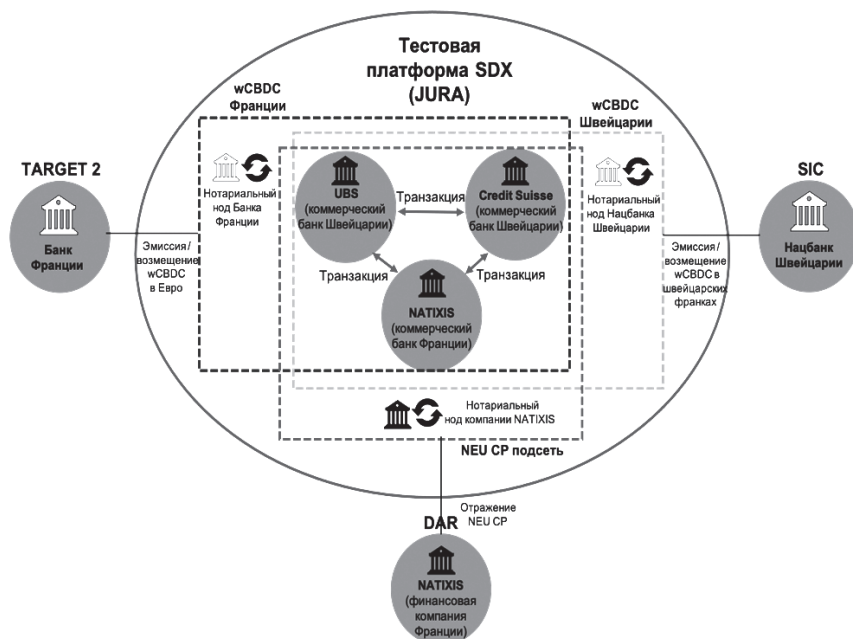 Тестовая
платформа SDX
(JURA)
wCBDC
Франции
wCBDC
Швейцарии
TARGET 2
Банк
Франции
Эмиссия/
возмещение
wCBDC
в Евро
Нотариальный
нод Банка
Франции
UBS
(коммерческий
банк Швейцарии)
Транзакция
Credit Suisse
(коммерческий
банк Швейцарии)
Транзакция
Транзакция
NATIXIS
(коммерческий
банк Франции)
Нотариальный
нод Нацбанка
Швейцарии
Эмиссия/
возмещение
wCBDC в
швейцарских
франках
SIC
Нацбанк
Швейцарии
Нотариальный
нод компании NATIXIS
NEU CP подсеть
Отражение
NEU CP
DAR
NATIXIS
(финансовая
компания
Франции)